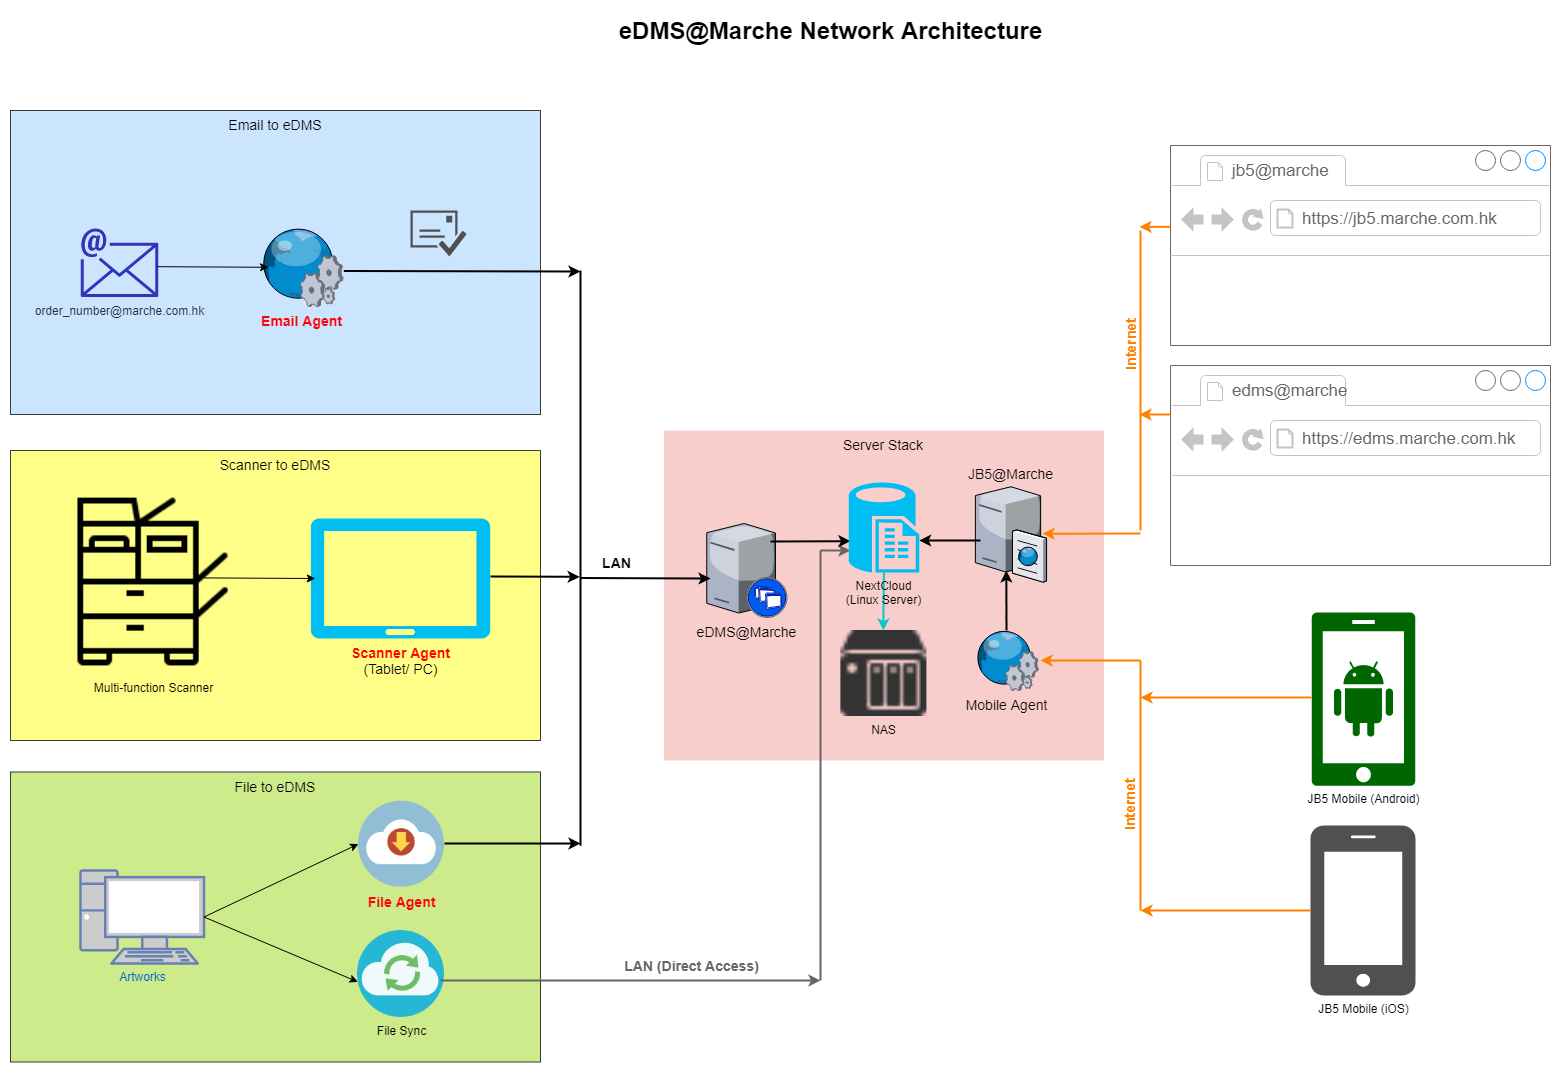 eDMS@Marche Network Architecture
Email to eDMS
@
order_number@marche.com.hk
Email Agent
Scanner to eDMS
Multi-function Scanner
Scanner Agent
(Tablet/ PC)
File to eDMS
Artworks
File Agent
File Sync
LAN
LAN (Direct Access)
Server Stack
eDMS@Marche
NextCloud
(Linux Server)
NAS
JB5@Marche
Mobile Agent
Internet
jb5@marche
https://jb5.marche.com.hk
edms@marche
https://edms.marche.com.hk
Internet
JB5 Mobile (Android)
JB5 Mobile (iOS)